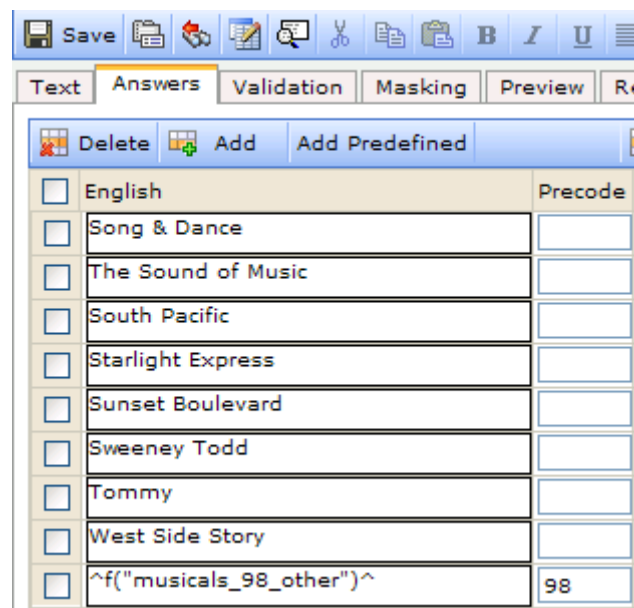 Save B I U
Text Answers Validation Masking Preview
Delete Add Add Predefined
English Precode
Song & Dance
The Sound of Music
South Pacific
Starlight Express
Sunset Boulevard
Sweeney Todd
Tommy
West Side Story
^f("musicals_98_other")^ 98